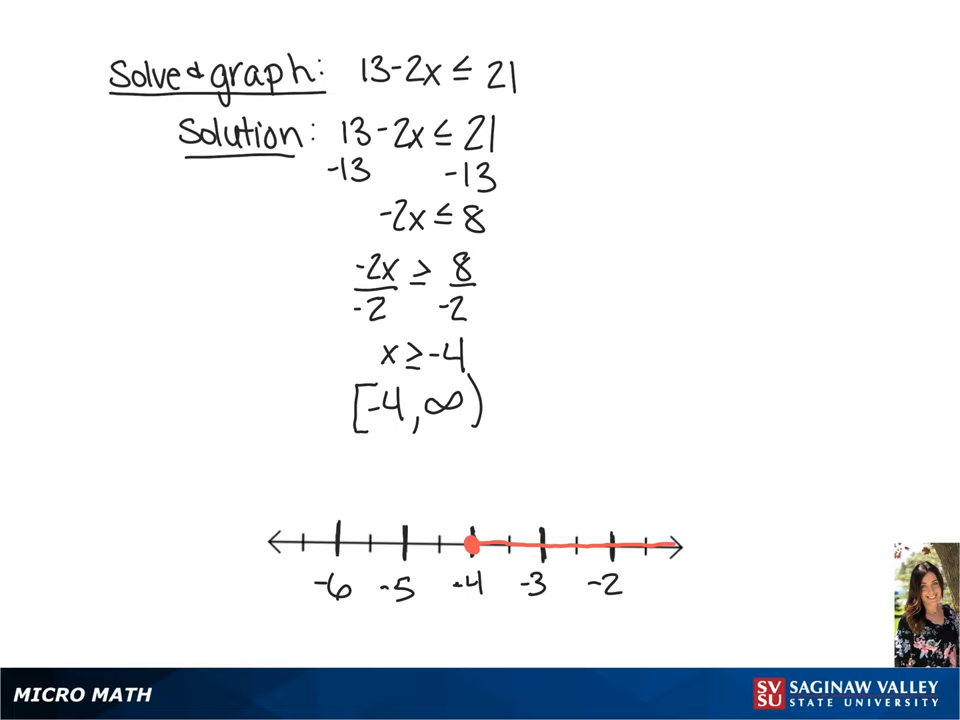 Solve & graph: 13-2x ≤ 21
Solution: 13-2x ≤ 21
-13 -13
-2x ≤ 8
-2x ≥ 8
-2 -2
x ≥ -4
[-4, ∞)
-6 -5 -4 -3 -2
MICRO MATH
SV SU SAGINAW VALLEY
STATE UNIVERSITY